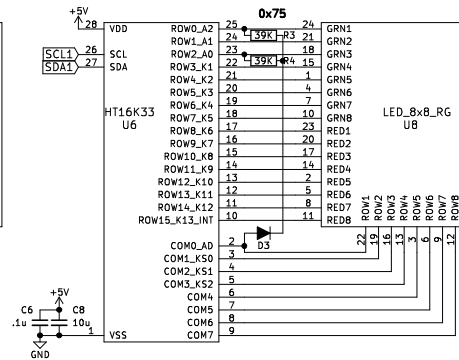 0x75
+5V
28 VDD ROW0_A2 25 24 GRN1
ROW1_A1 24 39K R3 21 GRN2
SCL1 26 SCL ROW2_A0 23 18 GRN3
SDA1 27 SDA ROW3_K1 22 39K R4 15 GRN4
ROW4_K2 21 1 GRN5
ROW5_K3 20 4 GRN6
ROW6_K4 19 7 GRN7
HT16K33 ROW7_K5 18 10 GRN8 LED_8x8_RG
U6 ROW8_K6 17 23 RED1 U8
ROW9_K7 16 20 RED2
ROW10_K8 15 17 RED3
ROW11_K9 14 14 RED4
ROW12_K10 13 2 RED5
ROW13_K11 12 5 RED6
ROW14_K12 11 8 RED7
ROW15_K13_INT 10 11 RED8
ROW1 ROW2 ROW3 ROW4 ROW5 ROW6 ROW7 ROW8
22 19 16 13 3 6 9 12
COM0_AD 2 D3
COM1_KS0 3
COM2_KS1 4
COM3_KS2 5
+5V
COM4 6
C6 C8 COM5 7
.1u 10u COM6 8
1 VSS COM7 9
GND